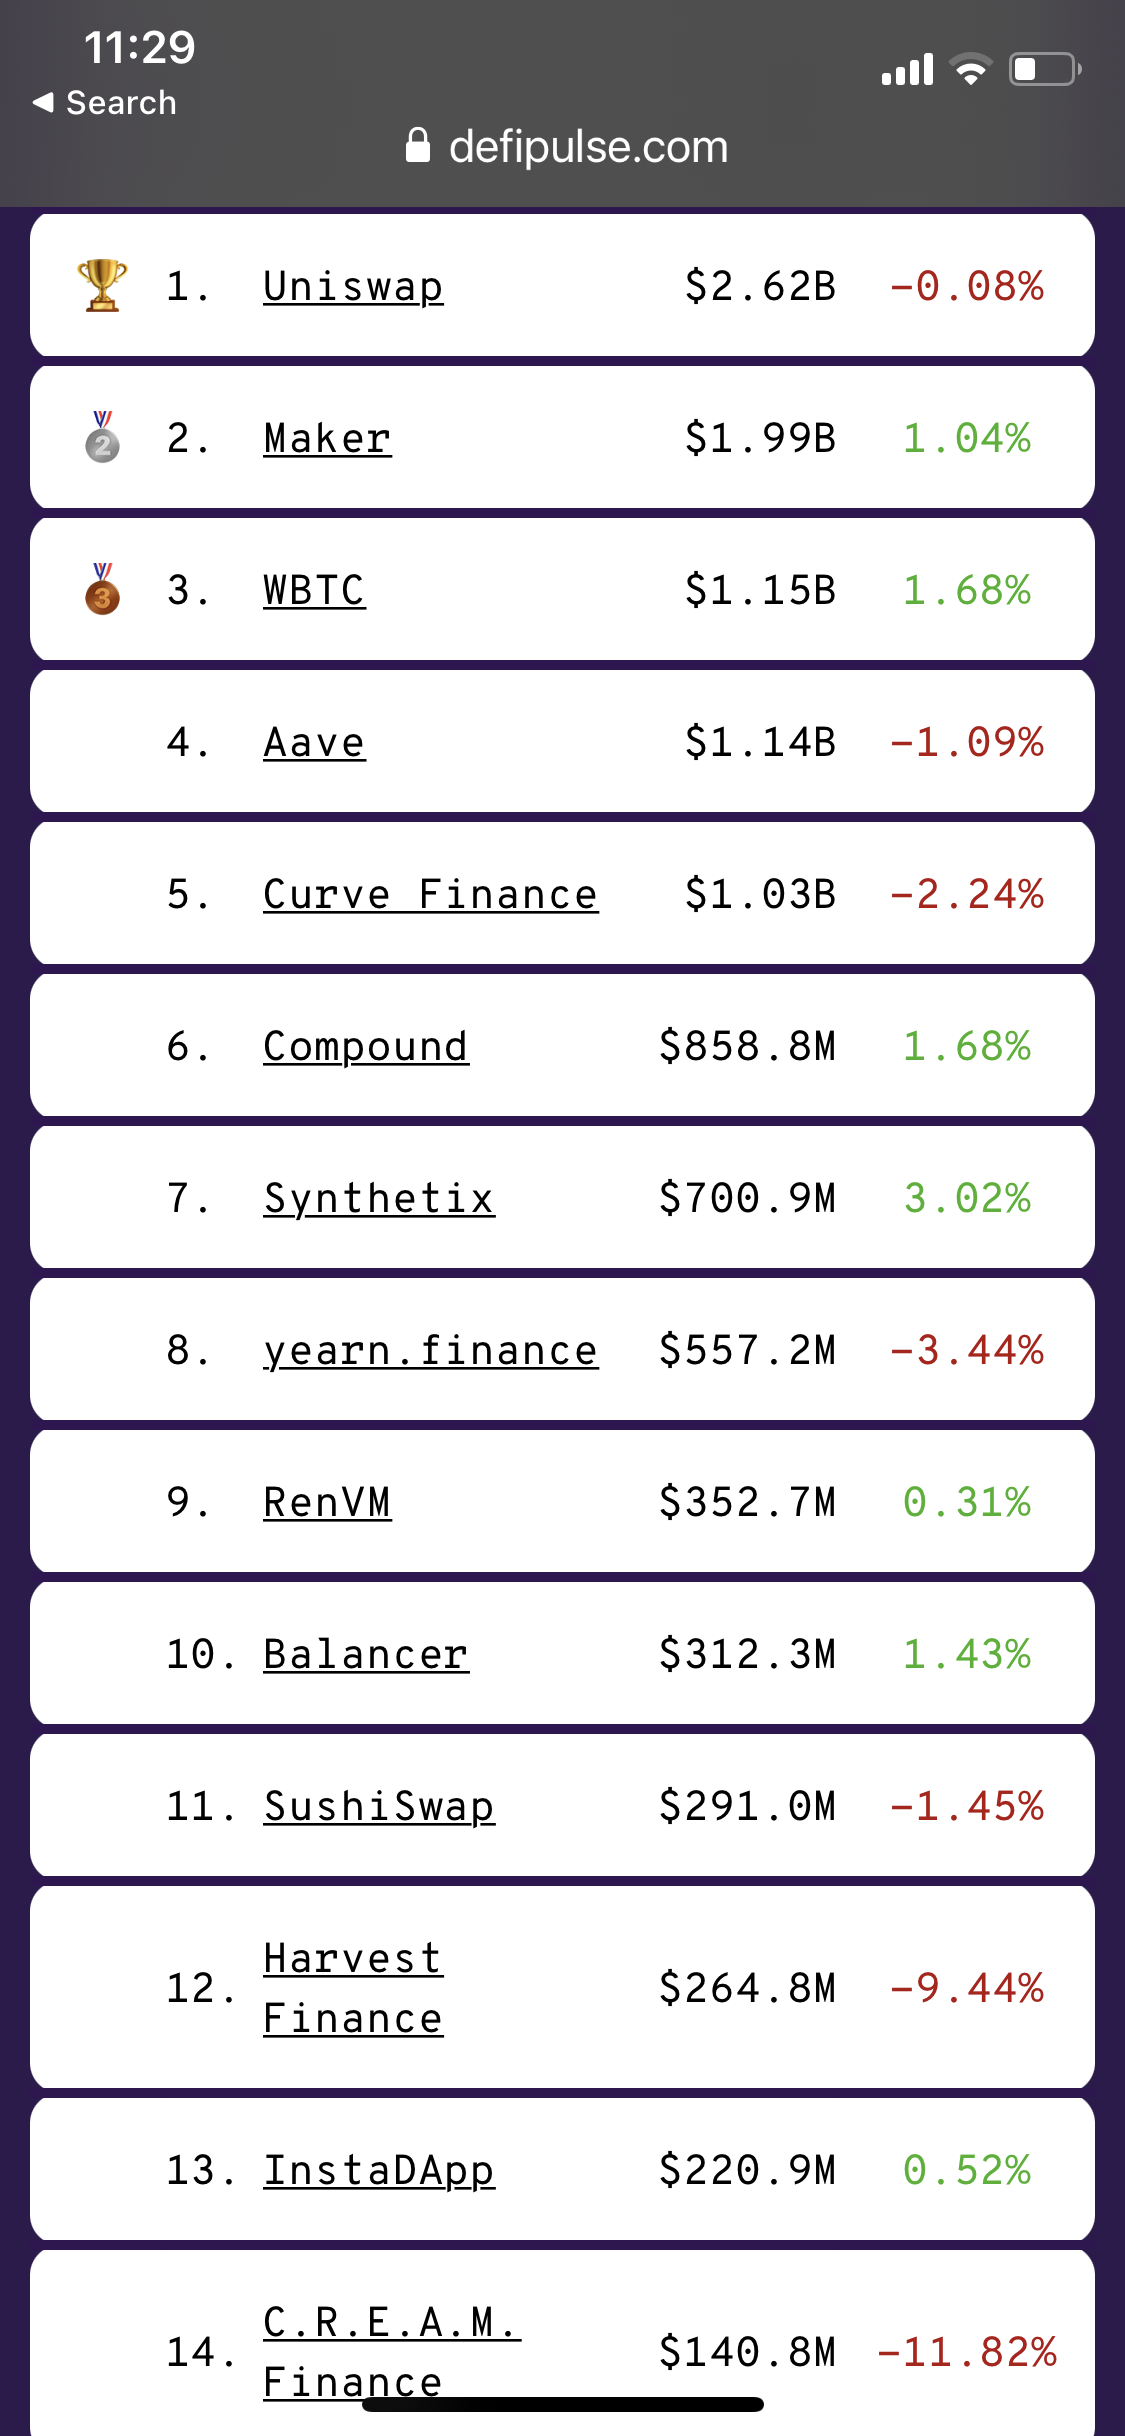 11:29
Search
defipulse.com
1. Uniswap $2.62B -0.08%
2 2. Maker $1.99B 1.04%
3 3. WBTC $1.15B 1.68%
4. Aave $1.14B -1.09%
5. Curve Finance $1.03B -2.24%
6. Compound $858.8M 1.68%
7. Synthetix $700.9M 3.02%
8. yearn.finance $557.2M -3.44%
9. RenVM $352.7M 0.31%
10. Balancer $312.3M 1.43%
11. SushiSwap $291.0M -1.45%
12. Harvest
Finance $264.8M -9.44%
13. InstaDApp $220.9M 0.52%
14. C.R.E.A.M.
Finance $140.8M -11.82%